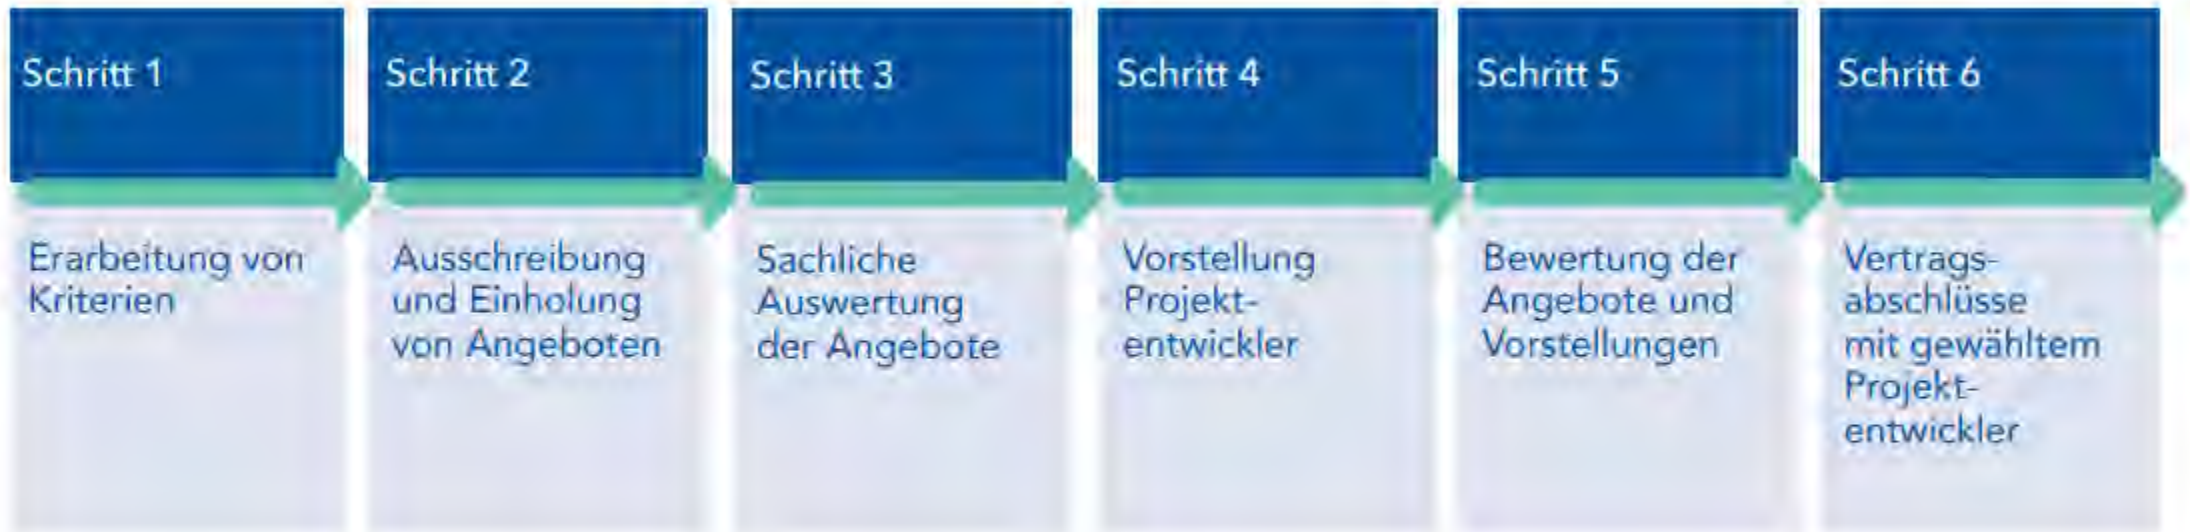 Schritt 1
Erarbeitung von
Kriterien
Schritt 2
Ausschreibung
und Einholung
von Angeboten
Schritt 3
Sachliche
Auswertung
der Angebote
Schritt 4
Vorstellung
Projekt-
entwickler
Schritt 5
Bewertung der
Angebote und
Vorstellungen
Schritt 6
Vertrags-
abschlüsse
mit gewähltem
Projekt-
entwickler